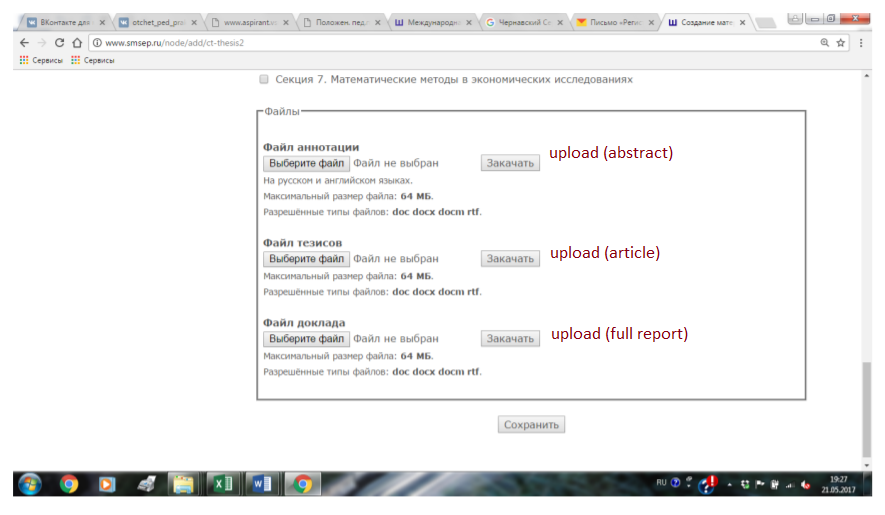 ВКонтакте для
otchet_ped_prai
www.aspirant.vs
Положен. пед.г
Международно
Чернавский Се
Письмо «Регис
Создание мате
www.smsep.ru/node/add/ct-thesis2
Сервисы Сервисы
Секция 7. Математические методы в экономических исследованиях
Файлы
Файл аннотации
Выберите файл Файл не выбран Закачать upload (abstract)
На русском и английском языках.
Максимальный размер файла: 64 МБ.
Разрешённые типы файлов: doc docx docm rtf.
Файл тезисов
Выберите файл Файл не выбран Закачать upload (article)
Максимальный размер файла: 64 МБ.
Разрешённые типы файлов: doc docx docm rtf.
Файл доклада
Выберите файл Файл не выбран Закачать upload (full report)
Максимальный размер файла: 64 МБ.
Разрешённые типы файлов: doc docx docm rtf.
Сохранить
RU
19:27
21.05.2017